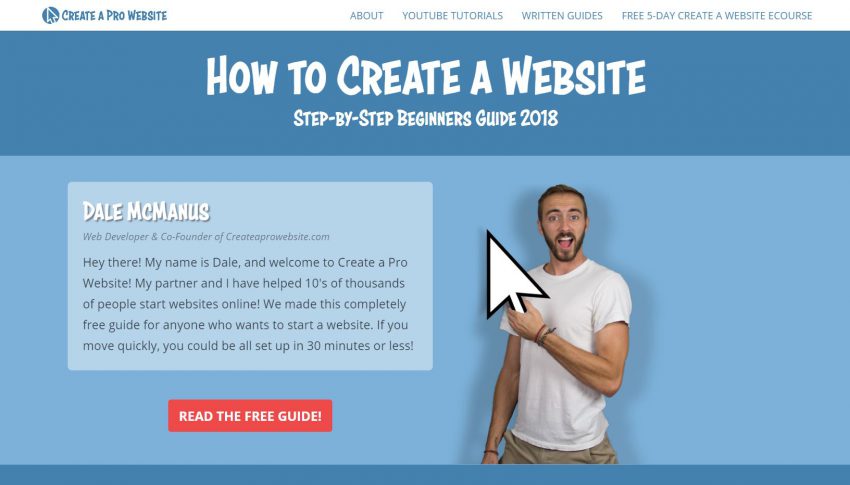 Create a Pro Website
ABOUT
YOUTUBE TUTORIALS
WRITTEN GUIDES
FREE 5-DAY CREATE A WEBSITE ECOURSE
How to Create a Website
Step-by-Step Beginners Guide 2018
Dale McManus
Web Developer & Co-Founder of Createaprowebsite.com
Hey there! My name is Dale, and welcome to Create a Pro
Website! My partner and I have helped 10's of thousands
of people start websites online! We made this completely
free guide for anyone who wants to start a website. If you
move quickly, you could be all set up in 30 minutes or less!
READ THE FREE GUIDE!